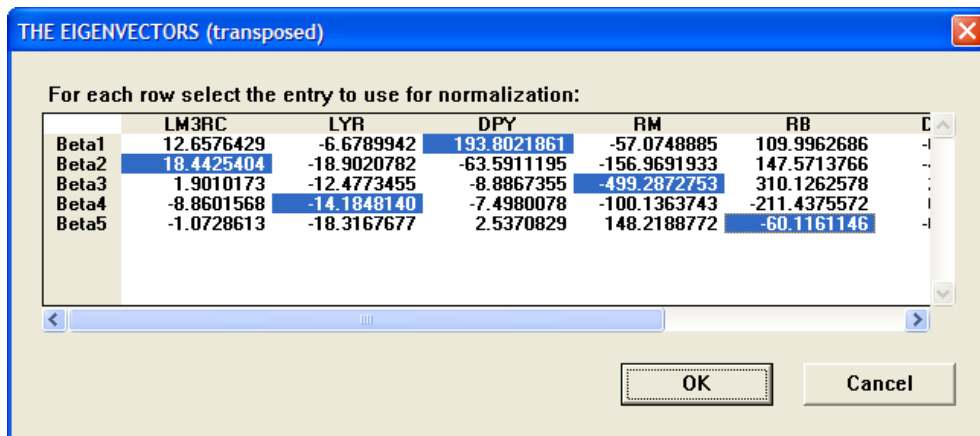 THE EIGENVECTORS (transposed)
For each row select the entry to use for normalization:
LM3RC LYR DPY RM RB
Beta1 12.6576429 -6.6789942 193.8021861 -57.0748885 109.9962686
Beta2 18.4425404 -18.9020782 -63.5911195 -156.9691933 147.5713766
Beta3 1.9010173 -12.4773455 -8.8867355 -499.2872753 310.1262578
Beta4 -8.8601568 -14.1848140 -7.4980078 -100.1363743 -211.4375572
Beta5 -1.0728613 -18.3167677 2.5370829 148.2188772 -60.1161146
OK Cancel